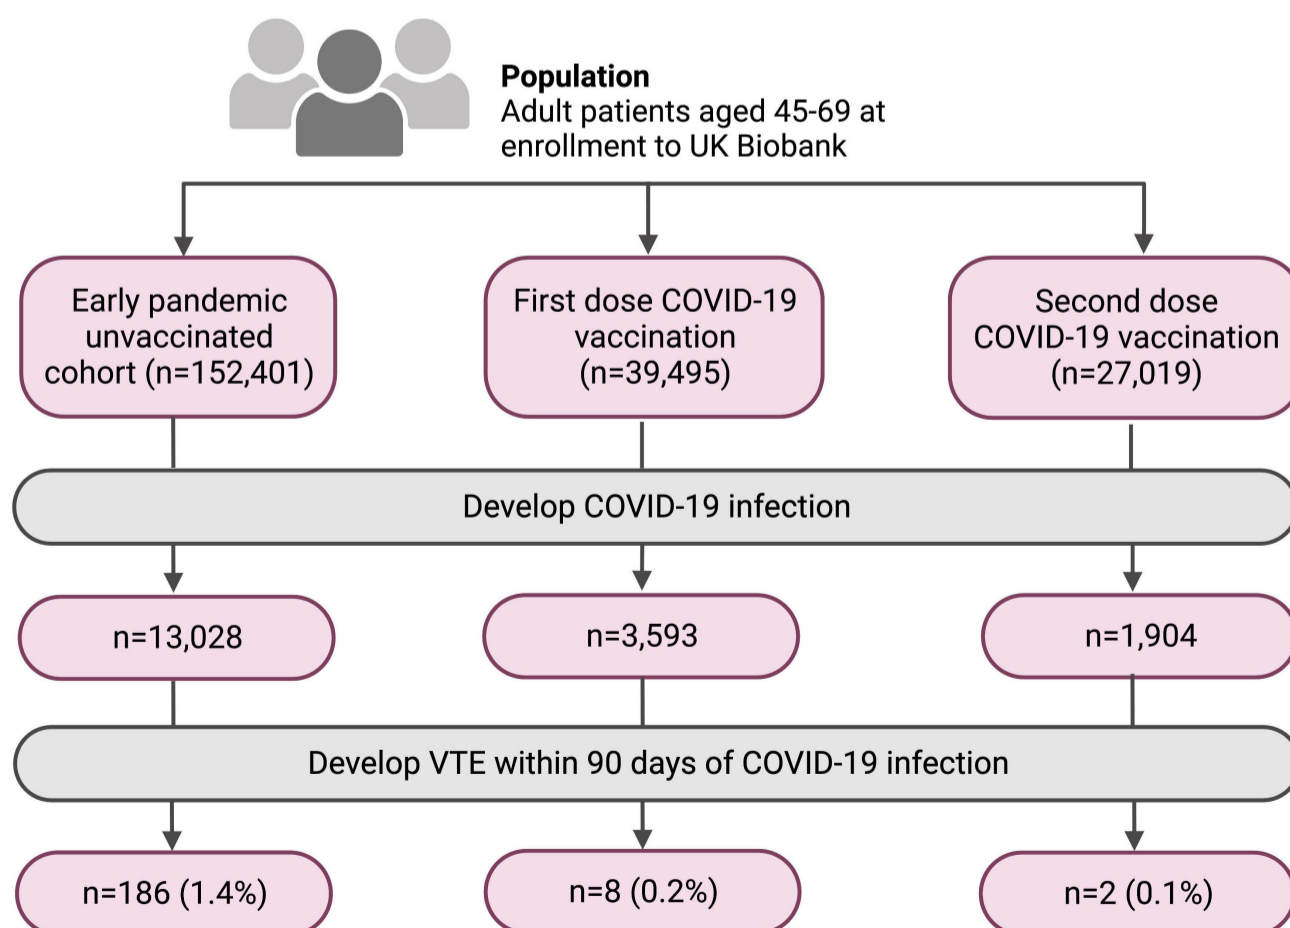 Population
Adult patients aged 45-69 at
enrollment to UK Biobank
Early pandemic
unvaccinated
cohort (n=152,401)
First dose COVID-19
vaccination
(n=39,495)
Second dose
COVID-19 vaccination
(n=27,019)
Develop COVID-19 infection
n=13,028
n=3,593
n=1,904
Develop VTE within 90 days of COVID-19 infection
n=186 (1.4%)
n=8 (0.2%)
n=2 (0.1%)